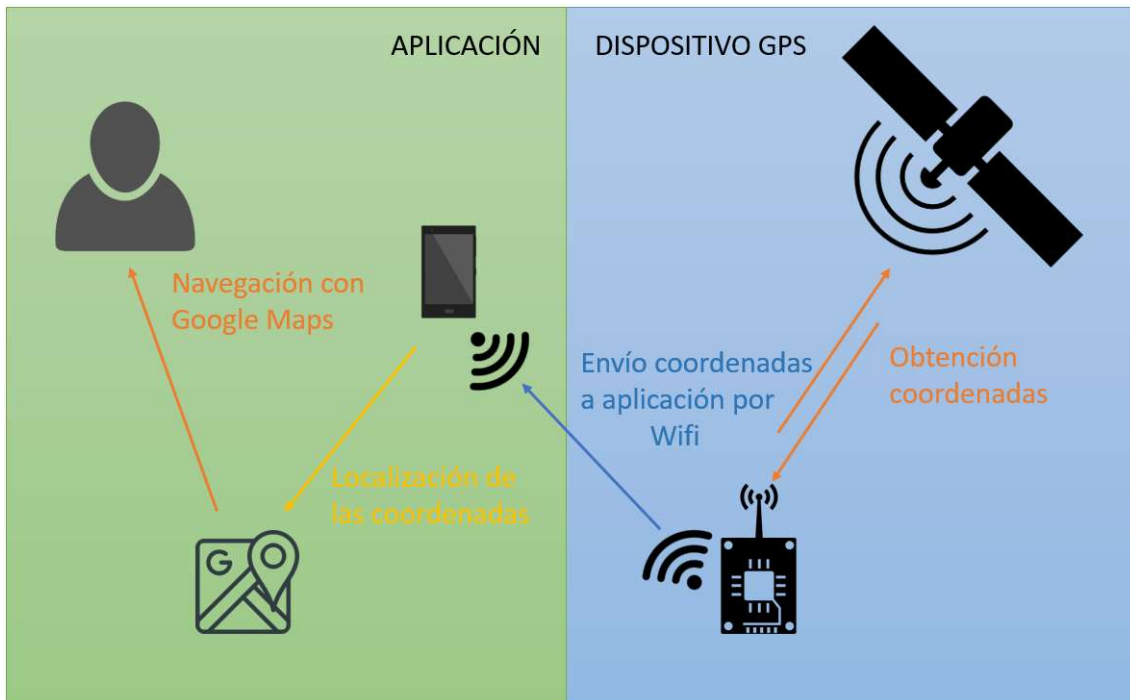 APLICACIÓN
DISPOSITIVO GPS
Navegación con
Google Maps
Envío coordenadas
a aplicación por
Wifi
Obtención
coordenadas
Localización de
las coordenadas
G